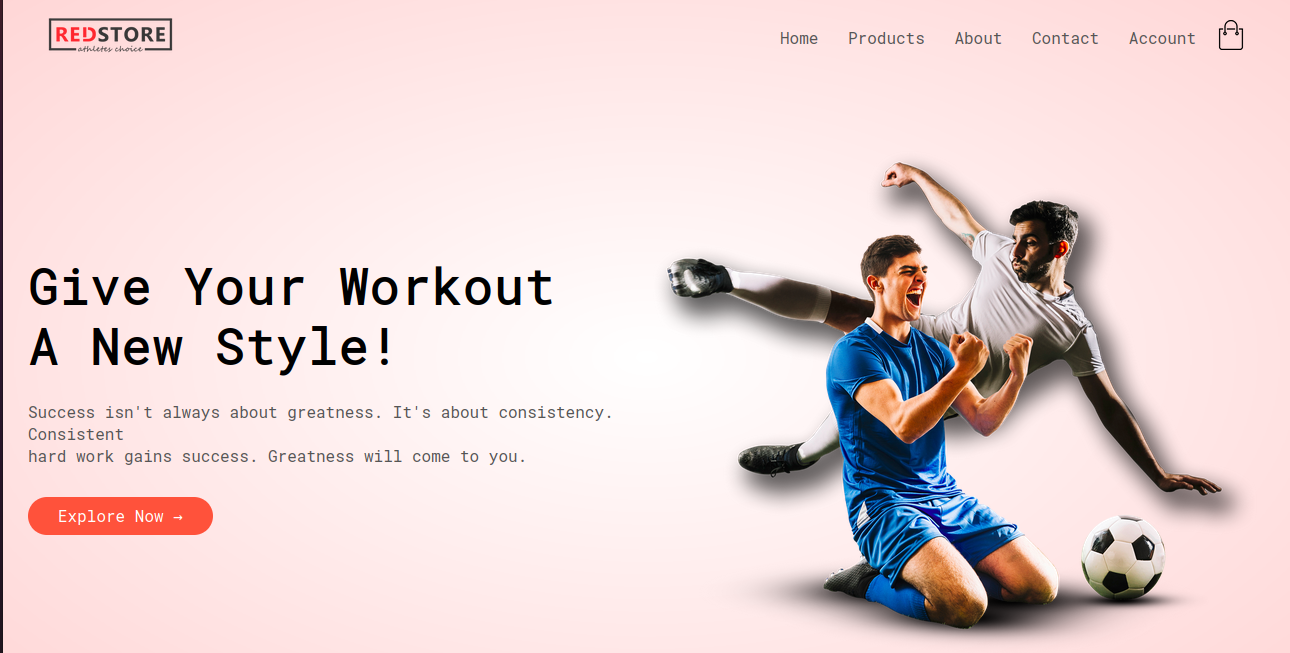 REDSTORE
athletes choice
Home Products About Contact Account
Give Your Workout
A New Style!
Success isn't always about greatness. It's about consistency.
Consistent
hard work gains success. Greatness will come to you.
Explore Now →